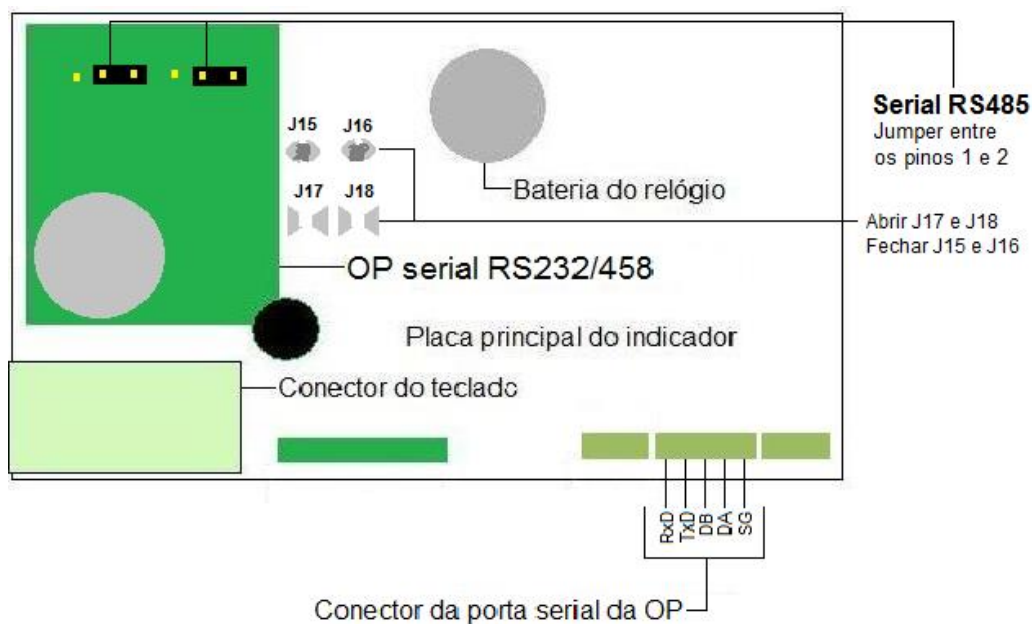 Serial RS485
Jumper entre
os pinos 1 e 2
J15 J16
J17 J18
Bateria do relógio
Abrir J17 e J18
Fechar J15 e J16
OP serial RS232/458
Placa principal do indicador
Conector do teclado
RxD
TxD
DB
DA
SG
Conector da porta serial da OP